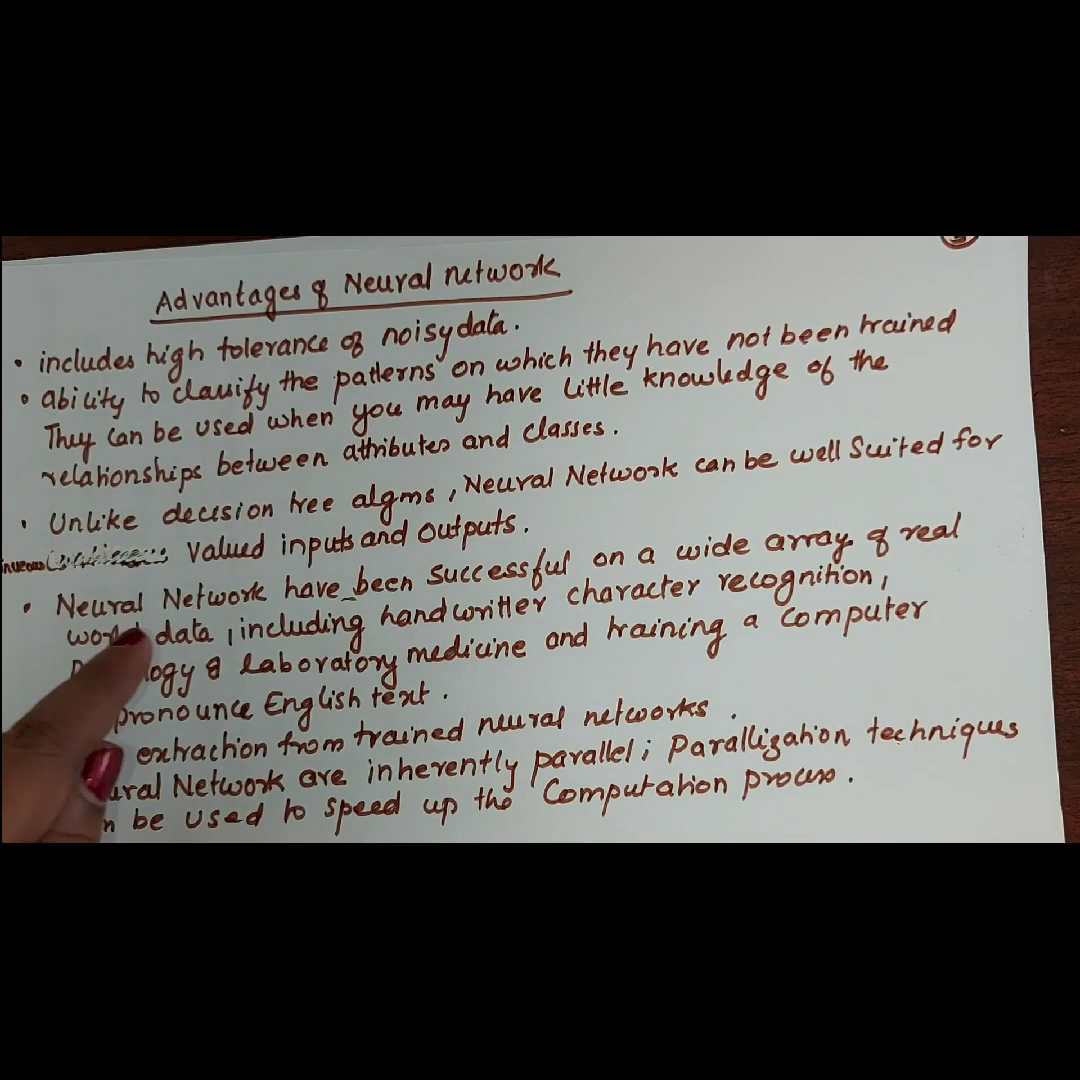 Advantages of Neural network
• includes high tolerance of noisy data.
• ability to classify the patterns on which they have not been trained
They can be used when you may have little knowledge of the
relationships between attributes and classes.
• Unlike decision tree algms, Neural Network can be well suited for
valued inputs and outputs.
• Neural Network have been successful on a wide array of real
world data, including handwritter character recognition,
& laboratory medicine and training a computer
pronounce English text.
extraction from trained neural networks.
Network are inherently parallel; Parallization techniques
be used to speed up the Computation process.